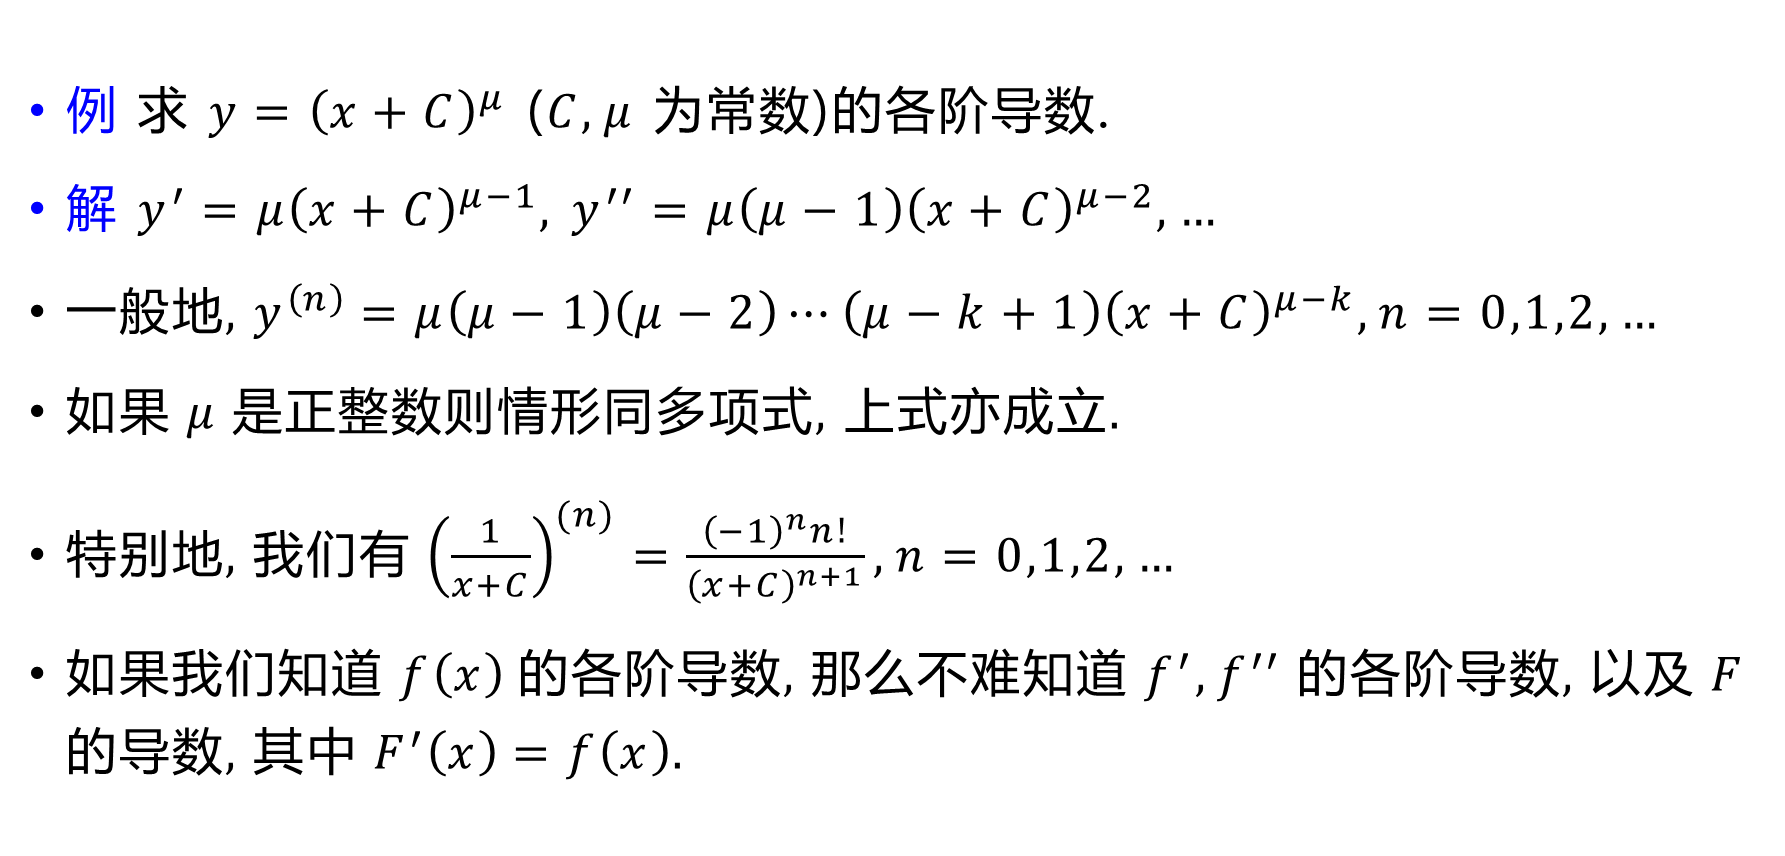 • 例 求 y = (x + C)^μ (C, μ 为常数)的各阶导数.
• 解 y′ = μ(x + C)^{μ−1}, y′′ = μ(μ − 1)(x + C)^{μ−2}, …
• 一般地, y^{(n)} = μ(μ − 1)(μ − 2) ⋯ (μ − k + 1)(x + C)^{μ−k}, n = 0,1,2, …
• 如果 μ 是正整数则情形同多项式, 上式亦成立.
• 特别地, 我们有 (\frac{1}{x+C})^{(n)} = \frac{(−1)^n n!}{(x+C)^{n+1}}, n = 0,1,2, …
• 如果我们知道 f(x) 的各阶导数, 那么不难知道 f′, f′′ 的各阶导数, 以及 F
的导数, 其中 F′(x) = f(x).